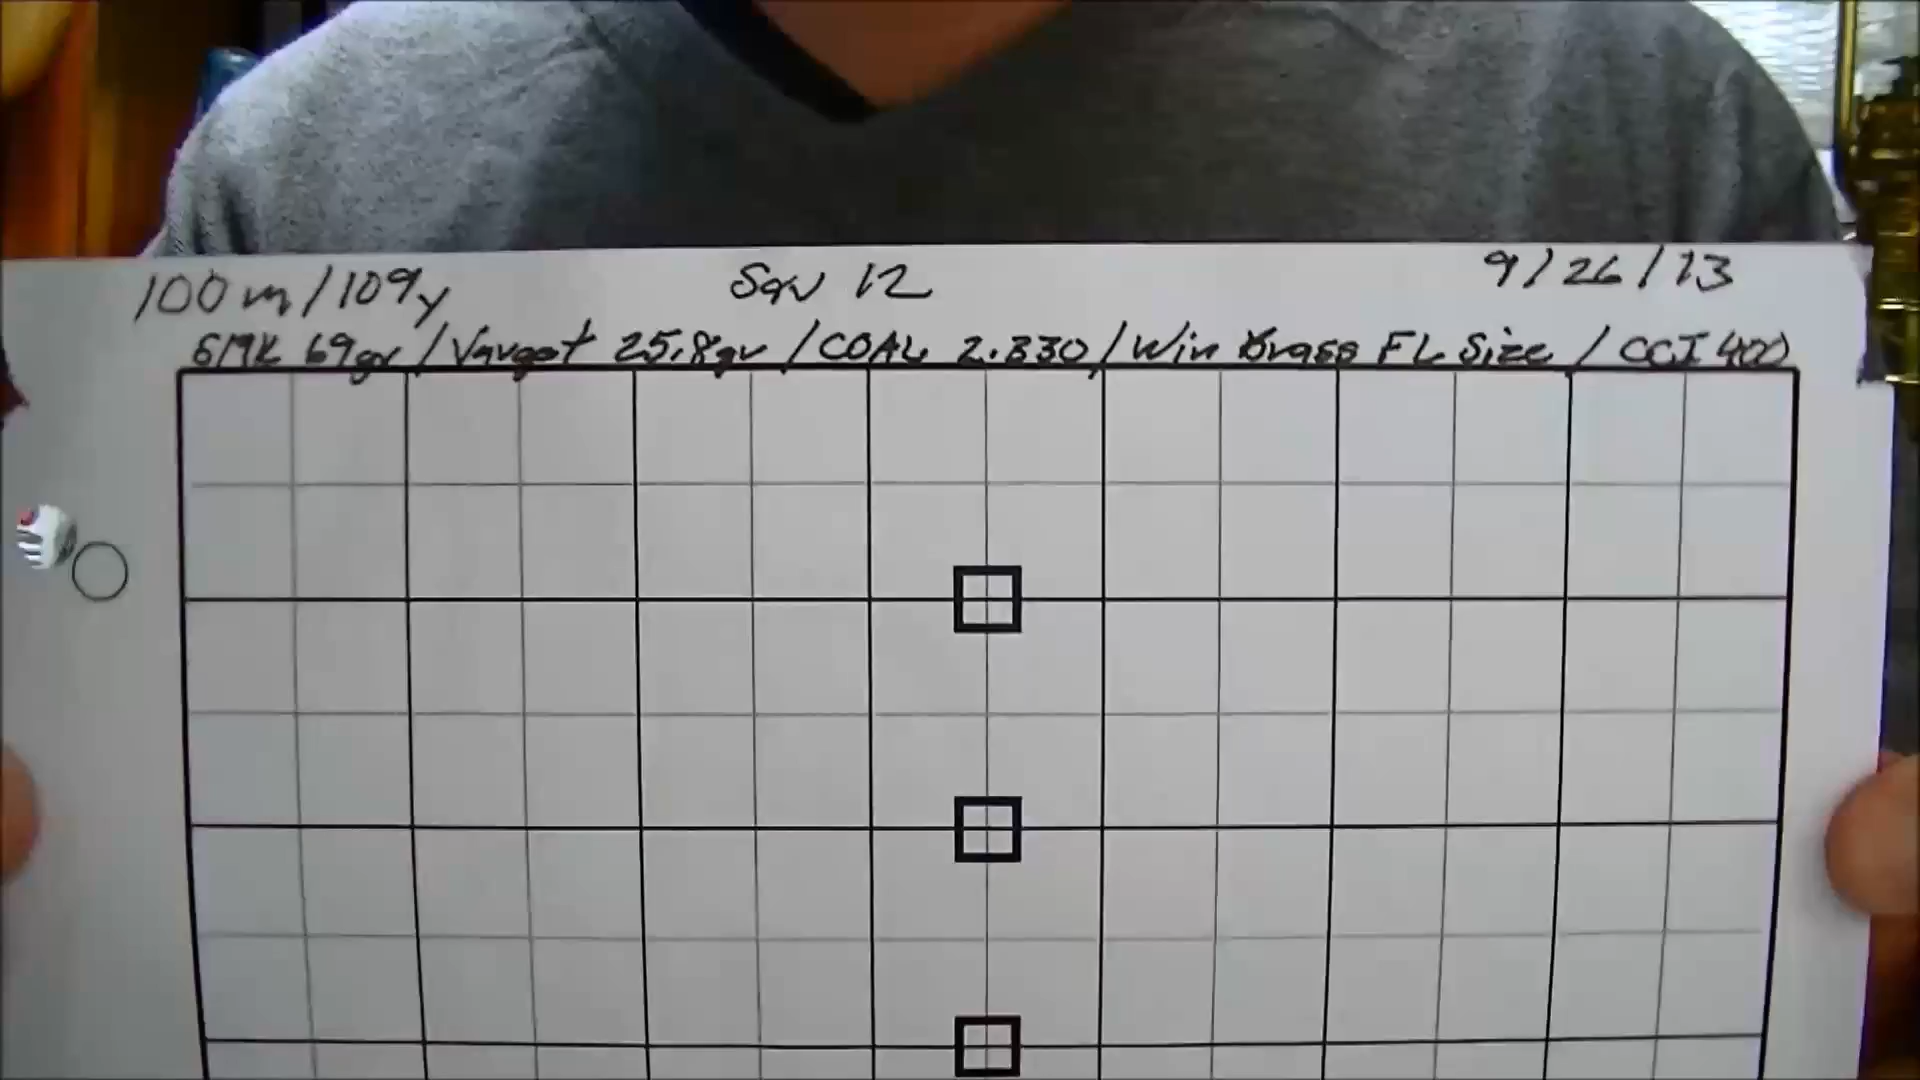 100m/109y Sav 12 9/26/13
SMK 69gr / Varget 25.8gr / COAL 2.330 / Win Brass FL Size / CCI 400